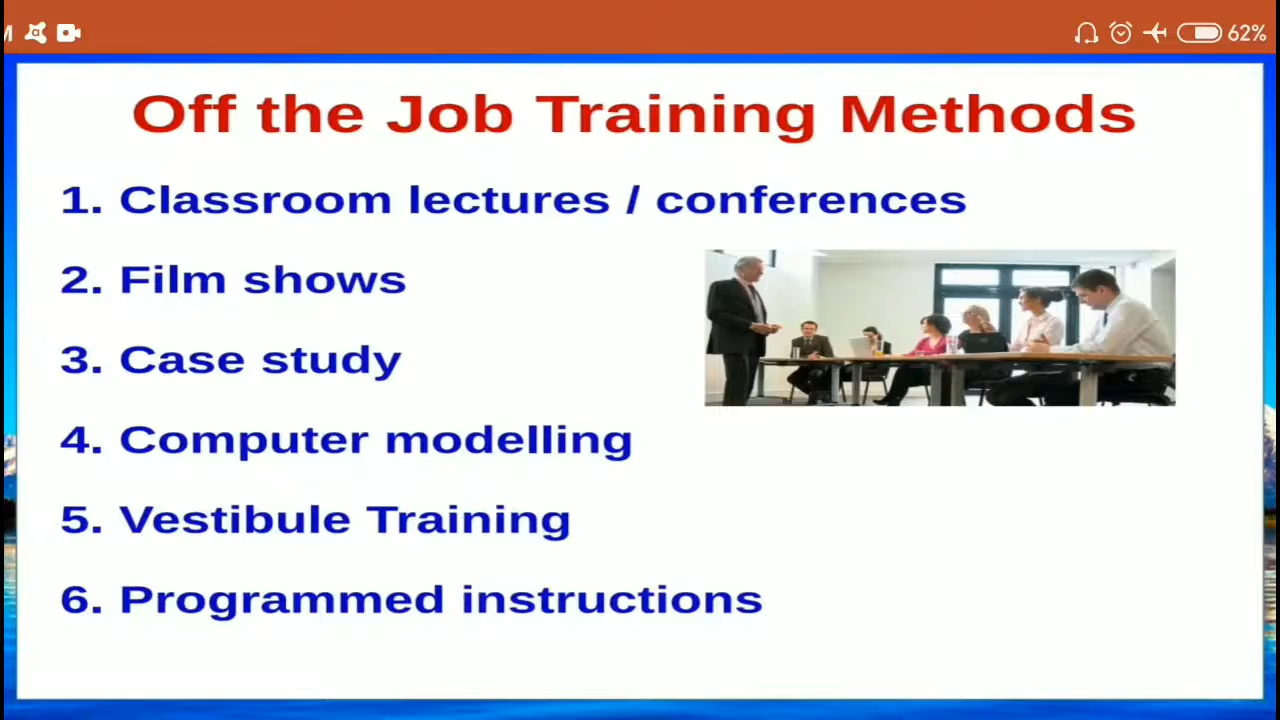 M 62%
Off the Job Training Methods
1. Classroom lectures / conferences
2. Film shows
3. Case study
4. Computer modelling
5. Vestibule Training
6. Programmed instructions